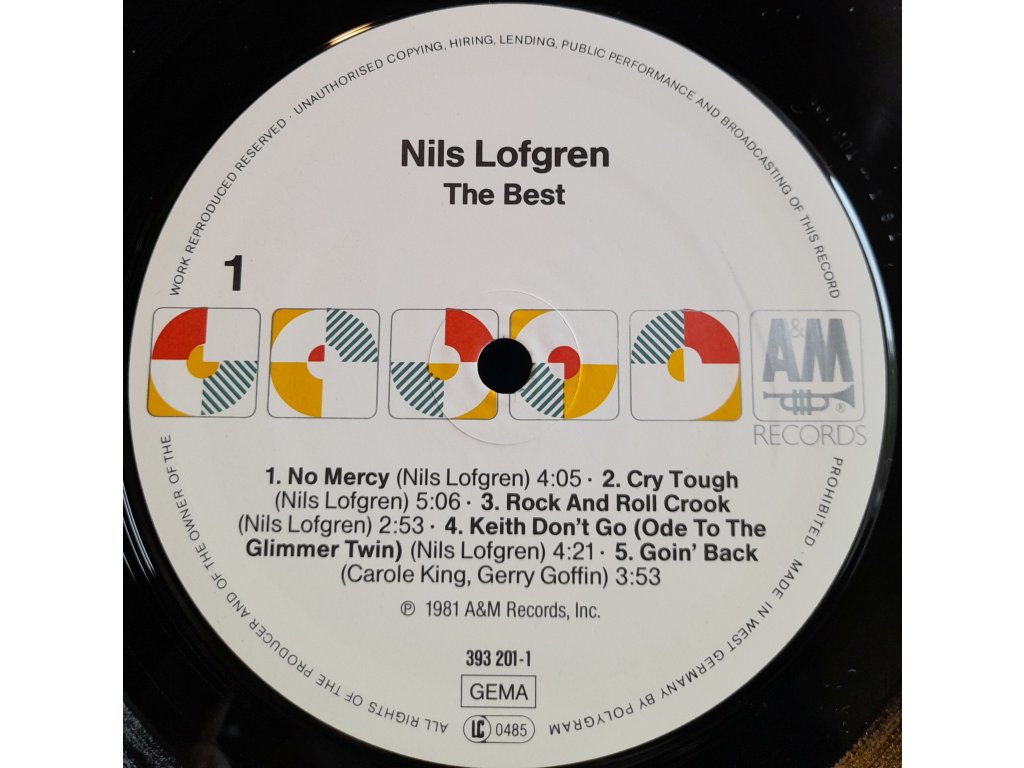 WORK REPRODUCED RESERVED · UNAUTHORISED COPYING, HIRING, LENDING, PUBLIC PERFORMANCE AND BROADCASTING OF THIS RECORD
Nils Lofgren
The Best
1
A&M
®
RECORDS
1. No Mercy (Nils Lofgren) 4:05 · 2. Cry Tough
(Nils Lofgren) 5:06 · 3. Rock And Roll Crook
(Nils Lofgren) 2:53 · 4. Keith Don't Go (Ode To The
Glimmer Twin) (Nils Lofgren) 4:21 · 5. Goin' Back
(Carole King, Gerry Goffin) 3:53
℗ 1981 A&M Records, Inc.
393 201-1
GEMA
LC 0485
PROHIBITED · MADE IN WEST GERMANY BY POLYGRAM
ALL RIGHTS OF THE PRODUCER AND OF THE OWNER OF THE